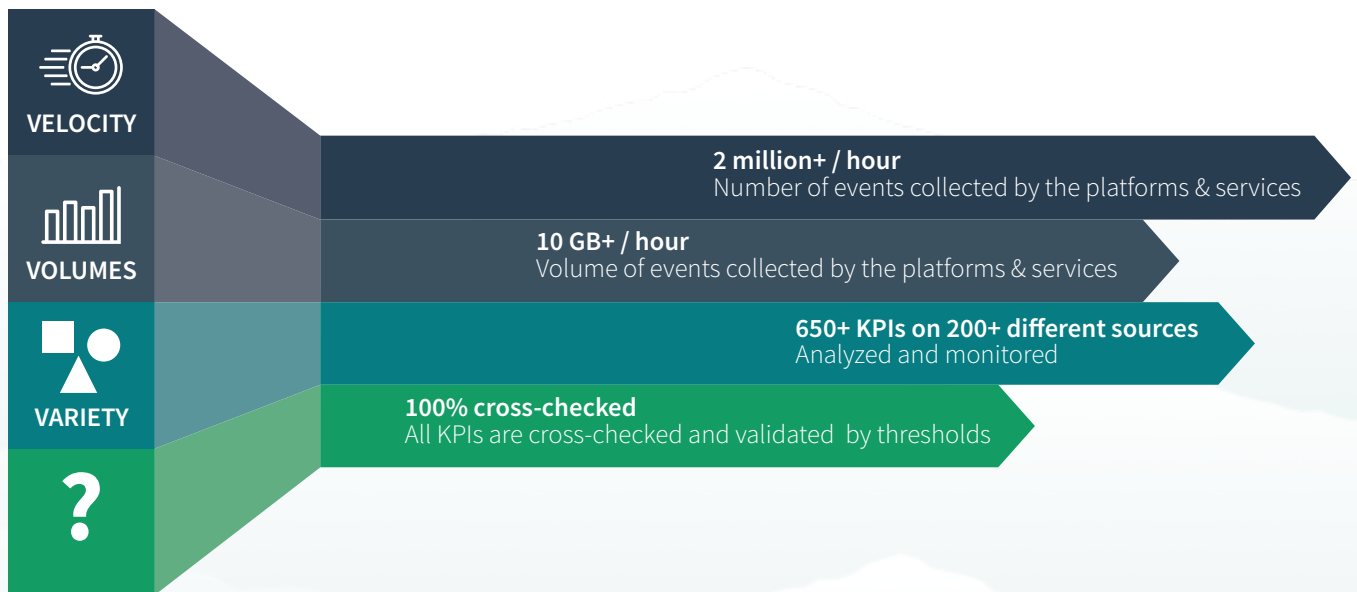 VELOCITY
2 million+ / hour
Number of events collected by the platforms & services
VOLUMES
10 GB+ / hour
Volume of events collected by the platforms & services
VARIETY
650+ KPIs on 200+ different sources
Analyzed and monitored
?
100% cross-checked
All KPIs are cross-checked and validated  by thresholds